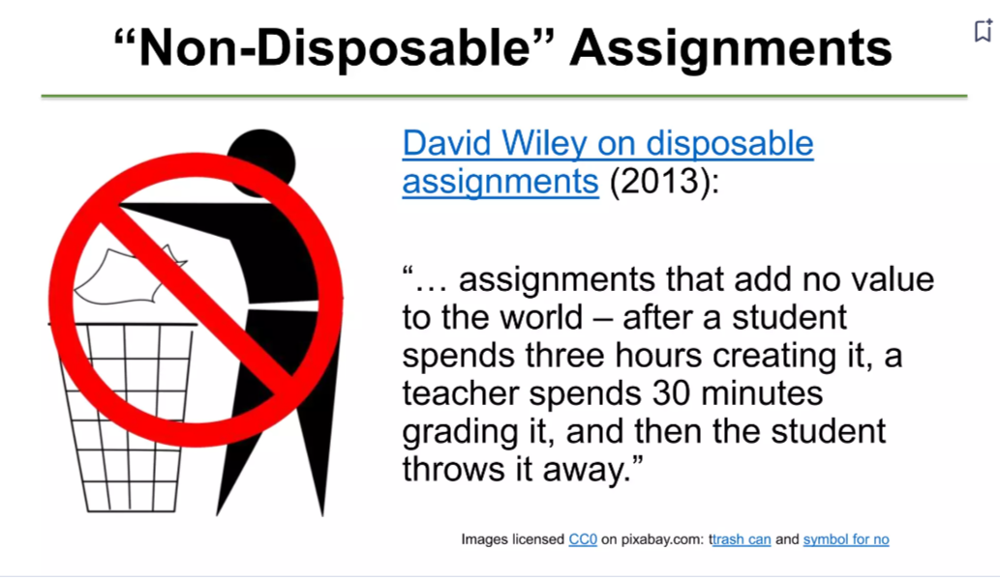 “Non-Disposable” Assignments
David Wiley on disposable
assignments (2013):
“… assignments that add no value
to the world – after a student
spends three hours creating it, a
teacher spends 30 minutes
grading it, and then the student
throws it away.”
Images licensed CC0 on pixabay.com: ttrash can and symbol for no